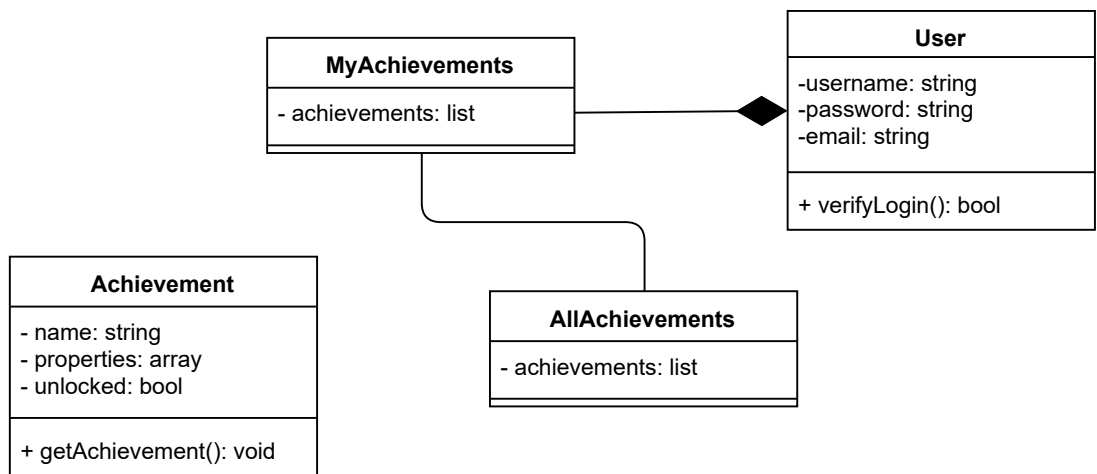 MyAchievements
- achievements: list
User
-username: string
-password: string
-email: string
+ verifyLogin(): bool
Achievement
- name: string
- properties: array
- unlocked: bool
+ getAchievement(): void
AllAchievements
- achievements: list